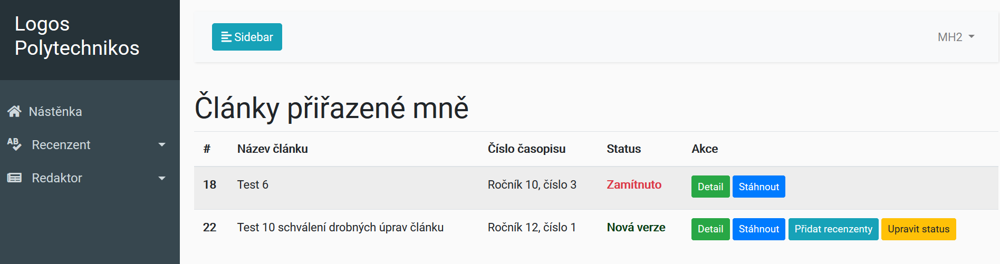 Logos
Polytechnikos
Sidebar
MH2
Nástěnka
Recenzent
Redaktor
Články přiřazené mně
# Název článku Číslo časopisu Status Akce
18 Test 6 Ročník 10, číslo 3 Zamítnuto Detail Stáhnout
22 Test 10 schválení drobných úprav článku Ročník 12, číslo 1 Nová verze Detail Stáhnout Přidat recenzenty Upravit status